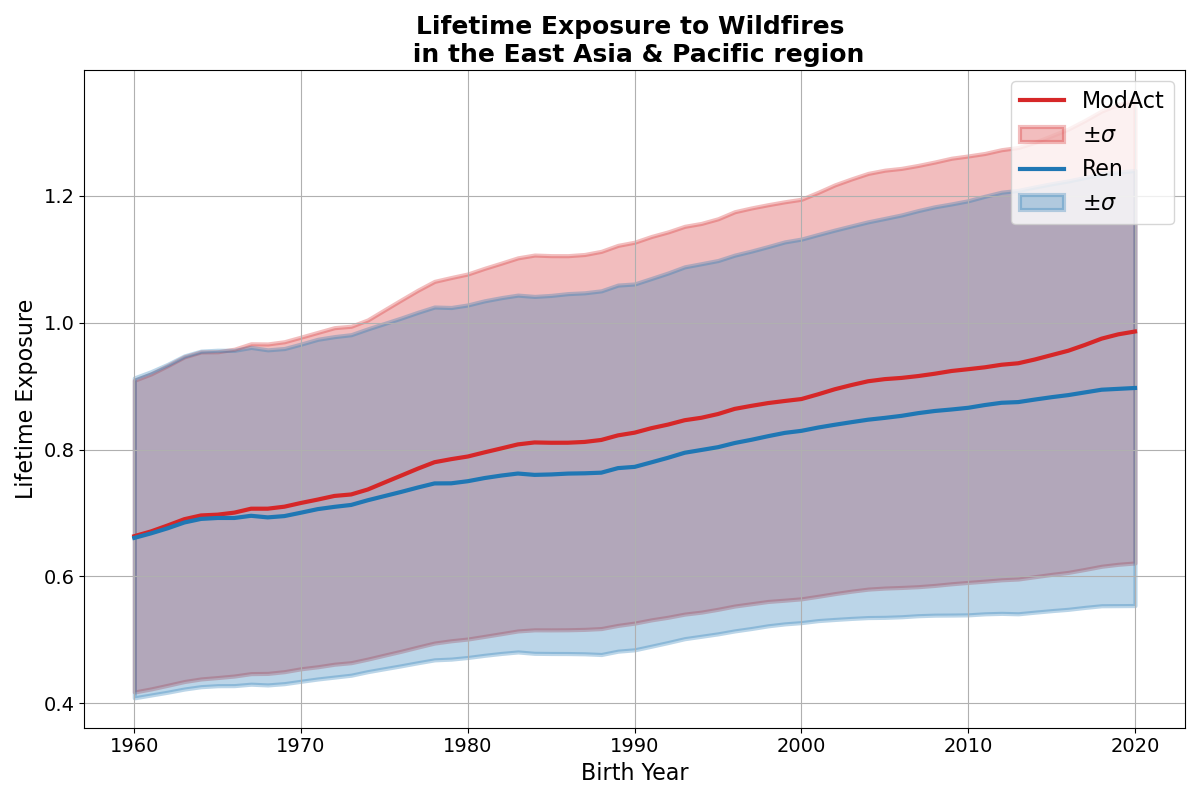 Lifetime Exposure to Wildfires
in the East Asia & Pacific region
ModAct
±σ
Ren
±σ
Lifetime Exposure
1.2
1.0
0.8
0.6
0.4
1960 1970 1980 1990 2000 2010 2020
Birth Year